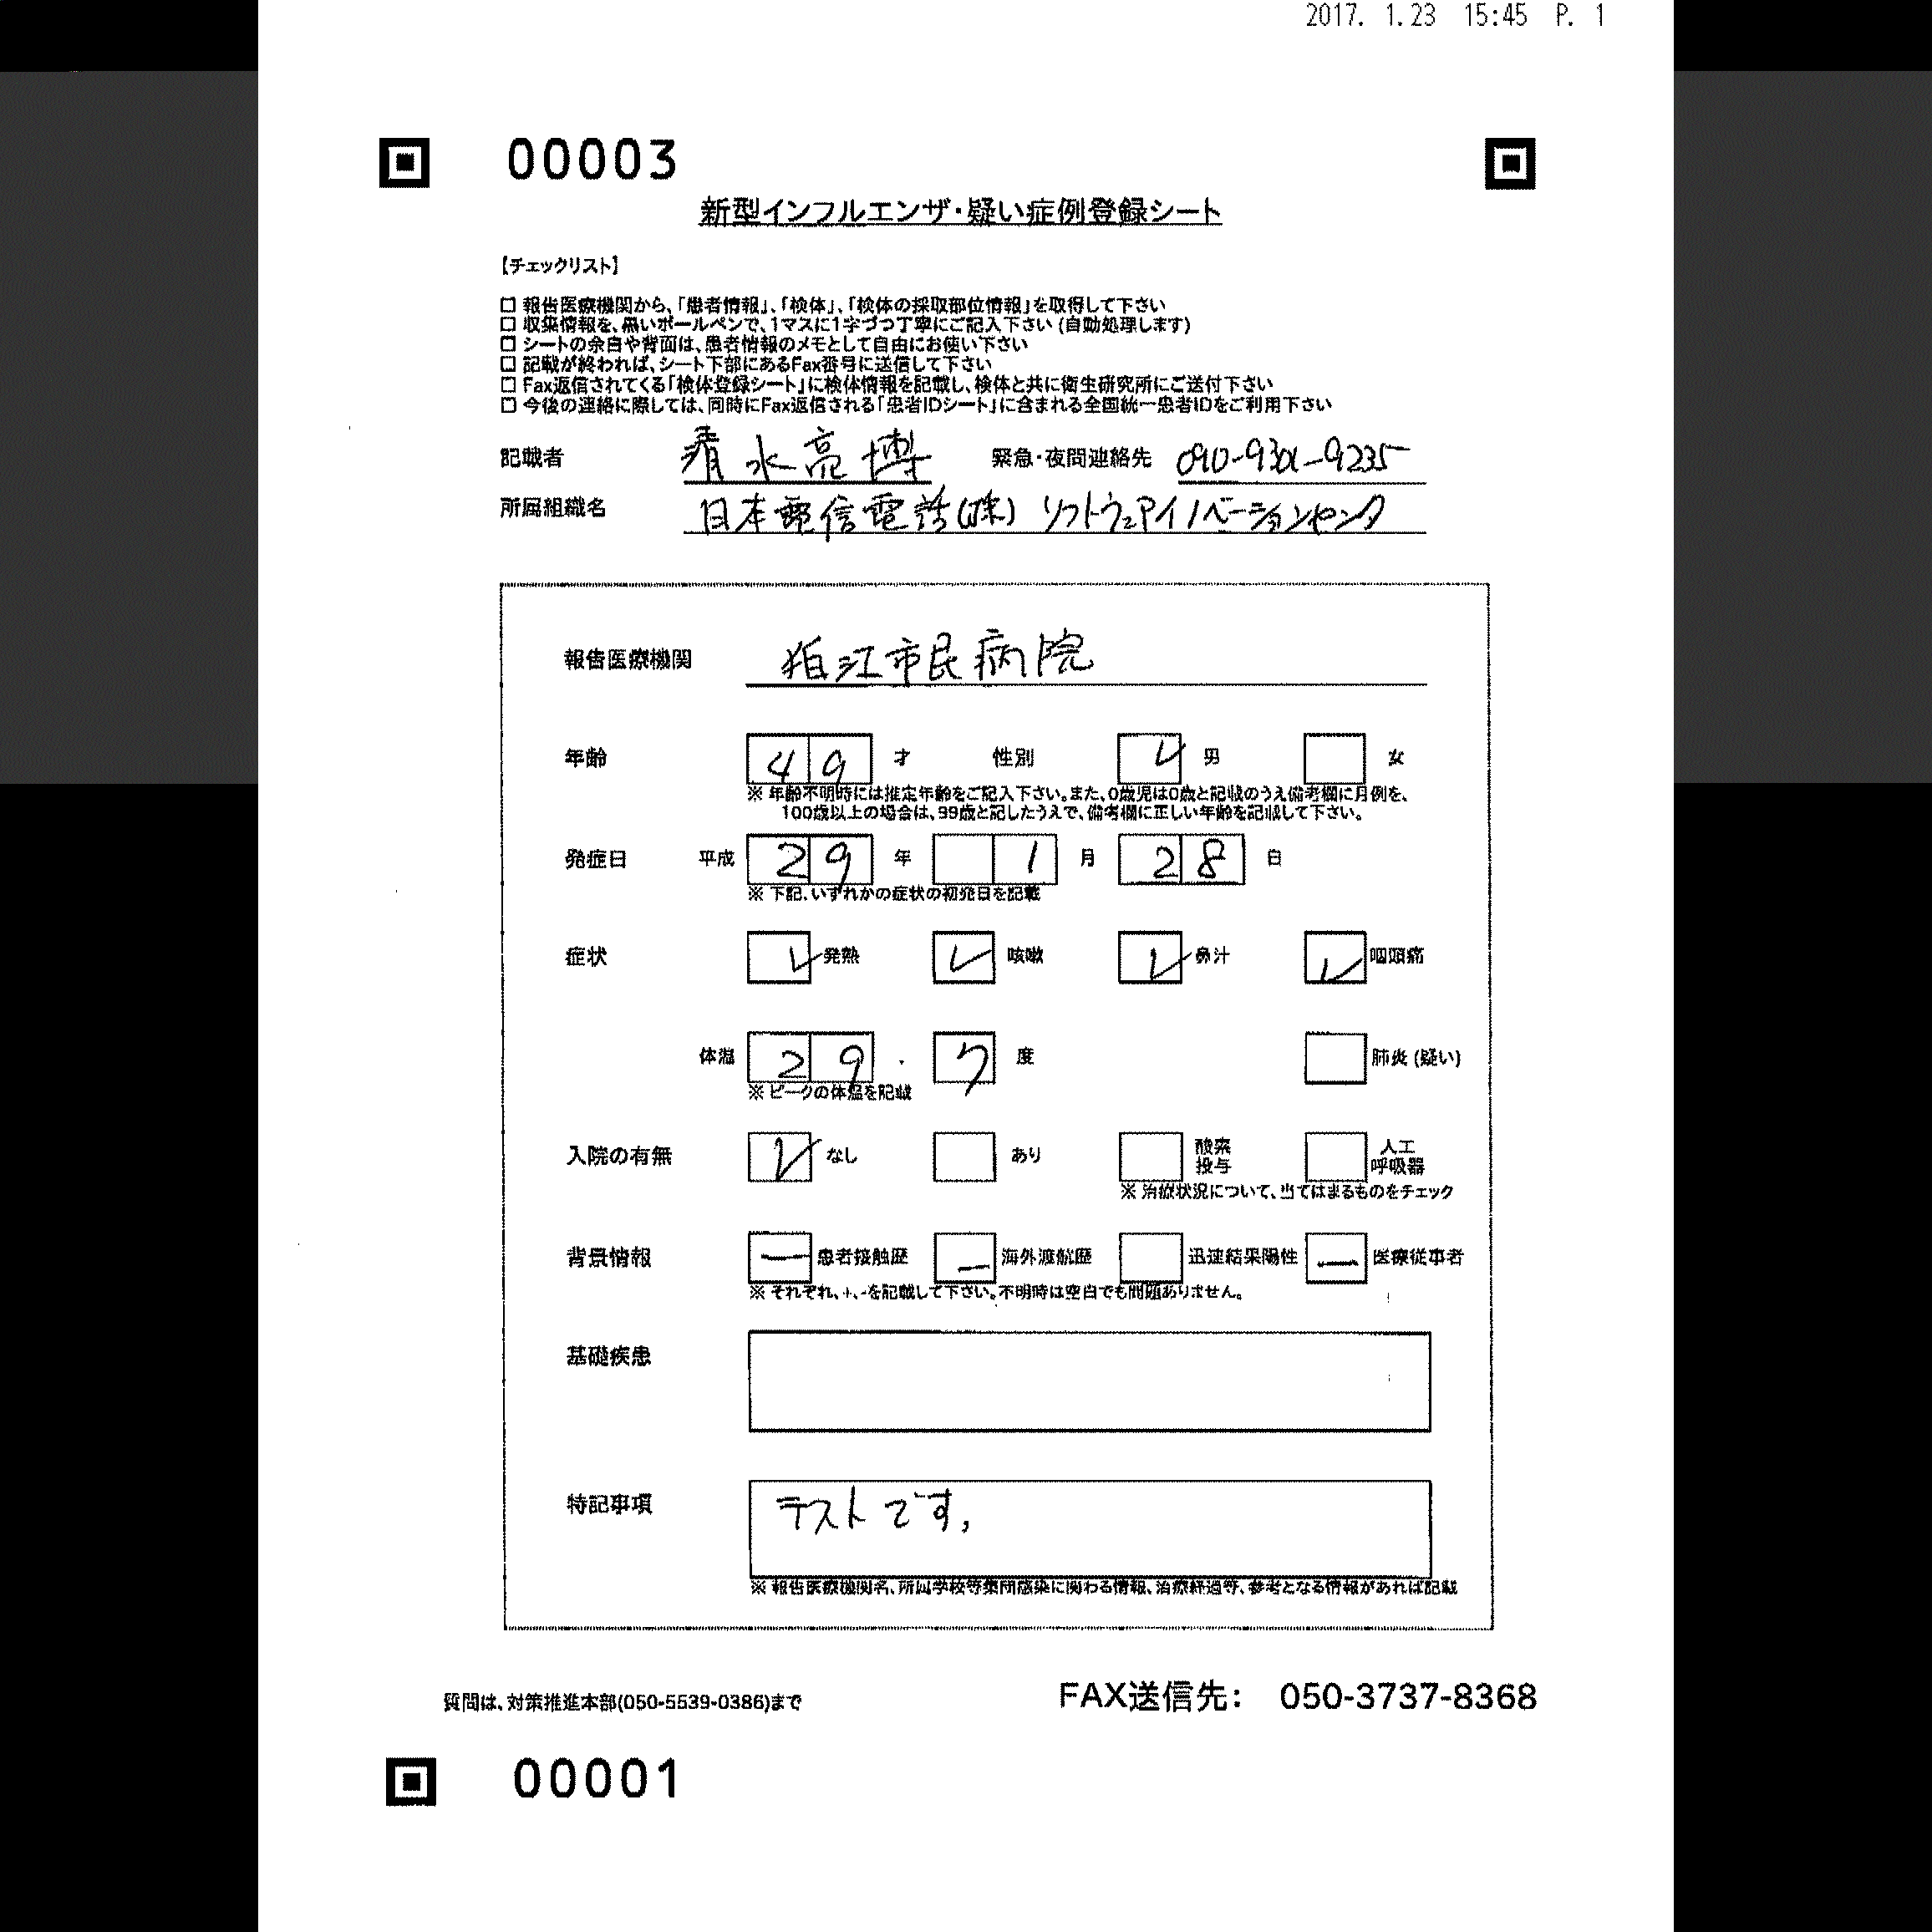 2017. 1.23 15:45 P. 1
00003
新型インフルエンザ・疑い症例登録シート
【チェックリスト】
□ 報告医療機関から、「患者情報」、「検体」、「検体の採取部位情報」を取得して下さい
□ 収集情報を、黒いボールペンで、1マスに1字づつ丁寧にご記入下さい (自動処理します)
□ シートの余白や背面は、患者情報のメモとして自由にお使い下さい
□ 記載が終われば、シート下部にあるFax番号に送信して下さい
□ Fax返信されてくる「検体登録シート」に検体情報を記載し、検体と共に衛生研究所にご送付下さい
□ 今後の連絡に際しては、同時にFax返信される「患者IDシート」に含まれる全国統一患者IDをご利用下さい
記載者 清水亮博 緊急・夜間連絡先
所属組織名 日本電信電話(株) ソフトウェアイノベーションセンタ
報告医療機関 狛江市民病院
年齢 49 才 性別 ✓ 男 女
※ 年齢不明時には推定年齢をご記入下さい。また、0歳児は0歳と記載のうえ備考欄に月例を、
100歳以上の場合は、99歳と記したうえで、備考欄に正しい年齢を記載して下さい。
発症日 平成 29 年 1 月 28 日
※ 下記、いずれかの症状の初発日を記載
症状 ✓ 発熱 ✓ 咳嗽 ✓ 鼻汁 ✓ 咽頭痛
体温 29 . 7 度 肺炎 (疑い)
※ ピークの体温を記載
入院の有無 ✓ なし あり 酸素投与 人工呼吸器
※ 治療状況について、当てはまるものをチェック
背景情報 - 患者接触歴 - 海外渡航歴 迅速結果陽性 - 医療従事者
※ それぞれ、+、-を記載して下さい。不明時は空白でも問題ありません。
基礎疾患
特記事項 テストです。
※ 報告医療機関名、所属学校等集団感染に関わる情報、治療経過等、参考となる情報があれば記載
質問は、対策推進本部(050-5539-0386)まで FAX送信先: 050-3737-8368
00001